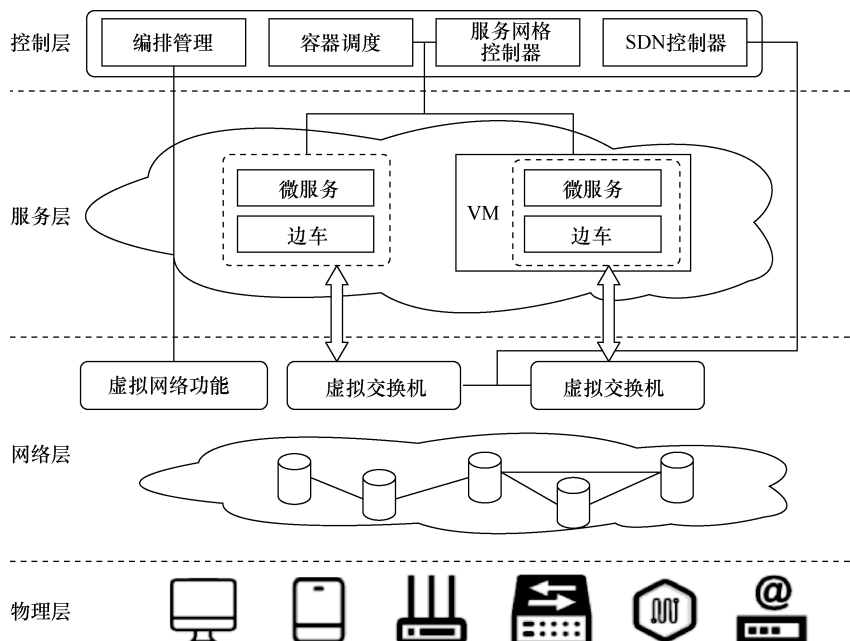 控制层
编排管理
容器调度
服务网格
控制器
SDN控制器
服务层
微服务
边车
VM
微服务
边车
虚拟网络功能
虚拟交换机
虚拟交换机
网络层
物理层
@